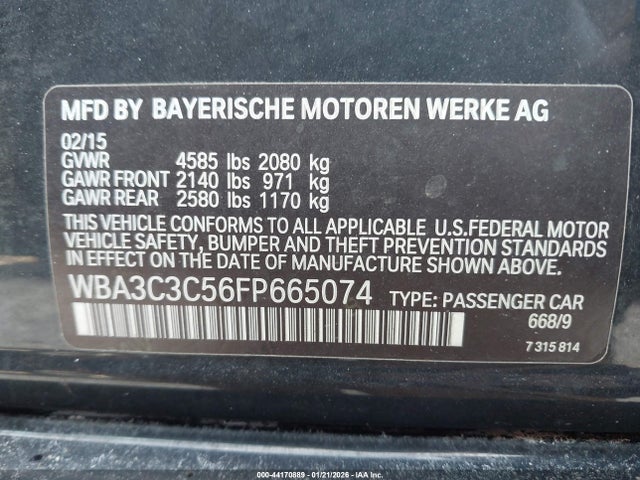 MFD BY BAYERISCHE MOTOREN WERKE AG
02/15
GVWR 4585 lbs 2080 kg
GAWR FRONT 2140 lbs 971 kg
GAWR REAR 2580 lbs 1170 kg
THIS VEHICLE CONFORMS TO ALL APPLICABLE U.S.FEDERAL MOTOR
VEHICLE SAFETY, BUMPER AND THEFT PREVENTION STANDARDS
IN EFFECT ON THE DATE OF MANUFACTURE SHOWN ABOVE
WBA3C3C56FP665074 TYPE: PASSENGER CAR
668/9
7 315 814
000-44170889 - 01/21/2026 - IAA Inc.